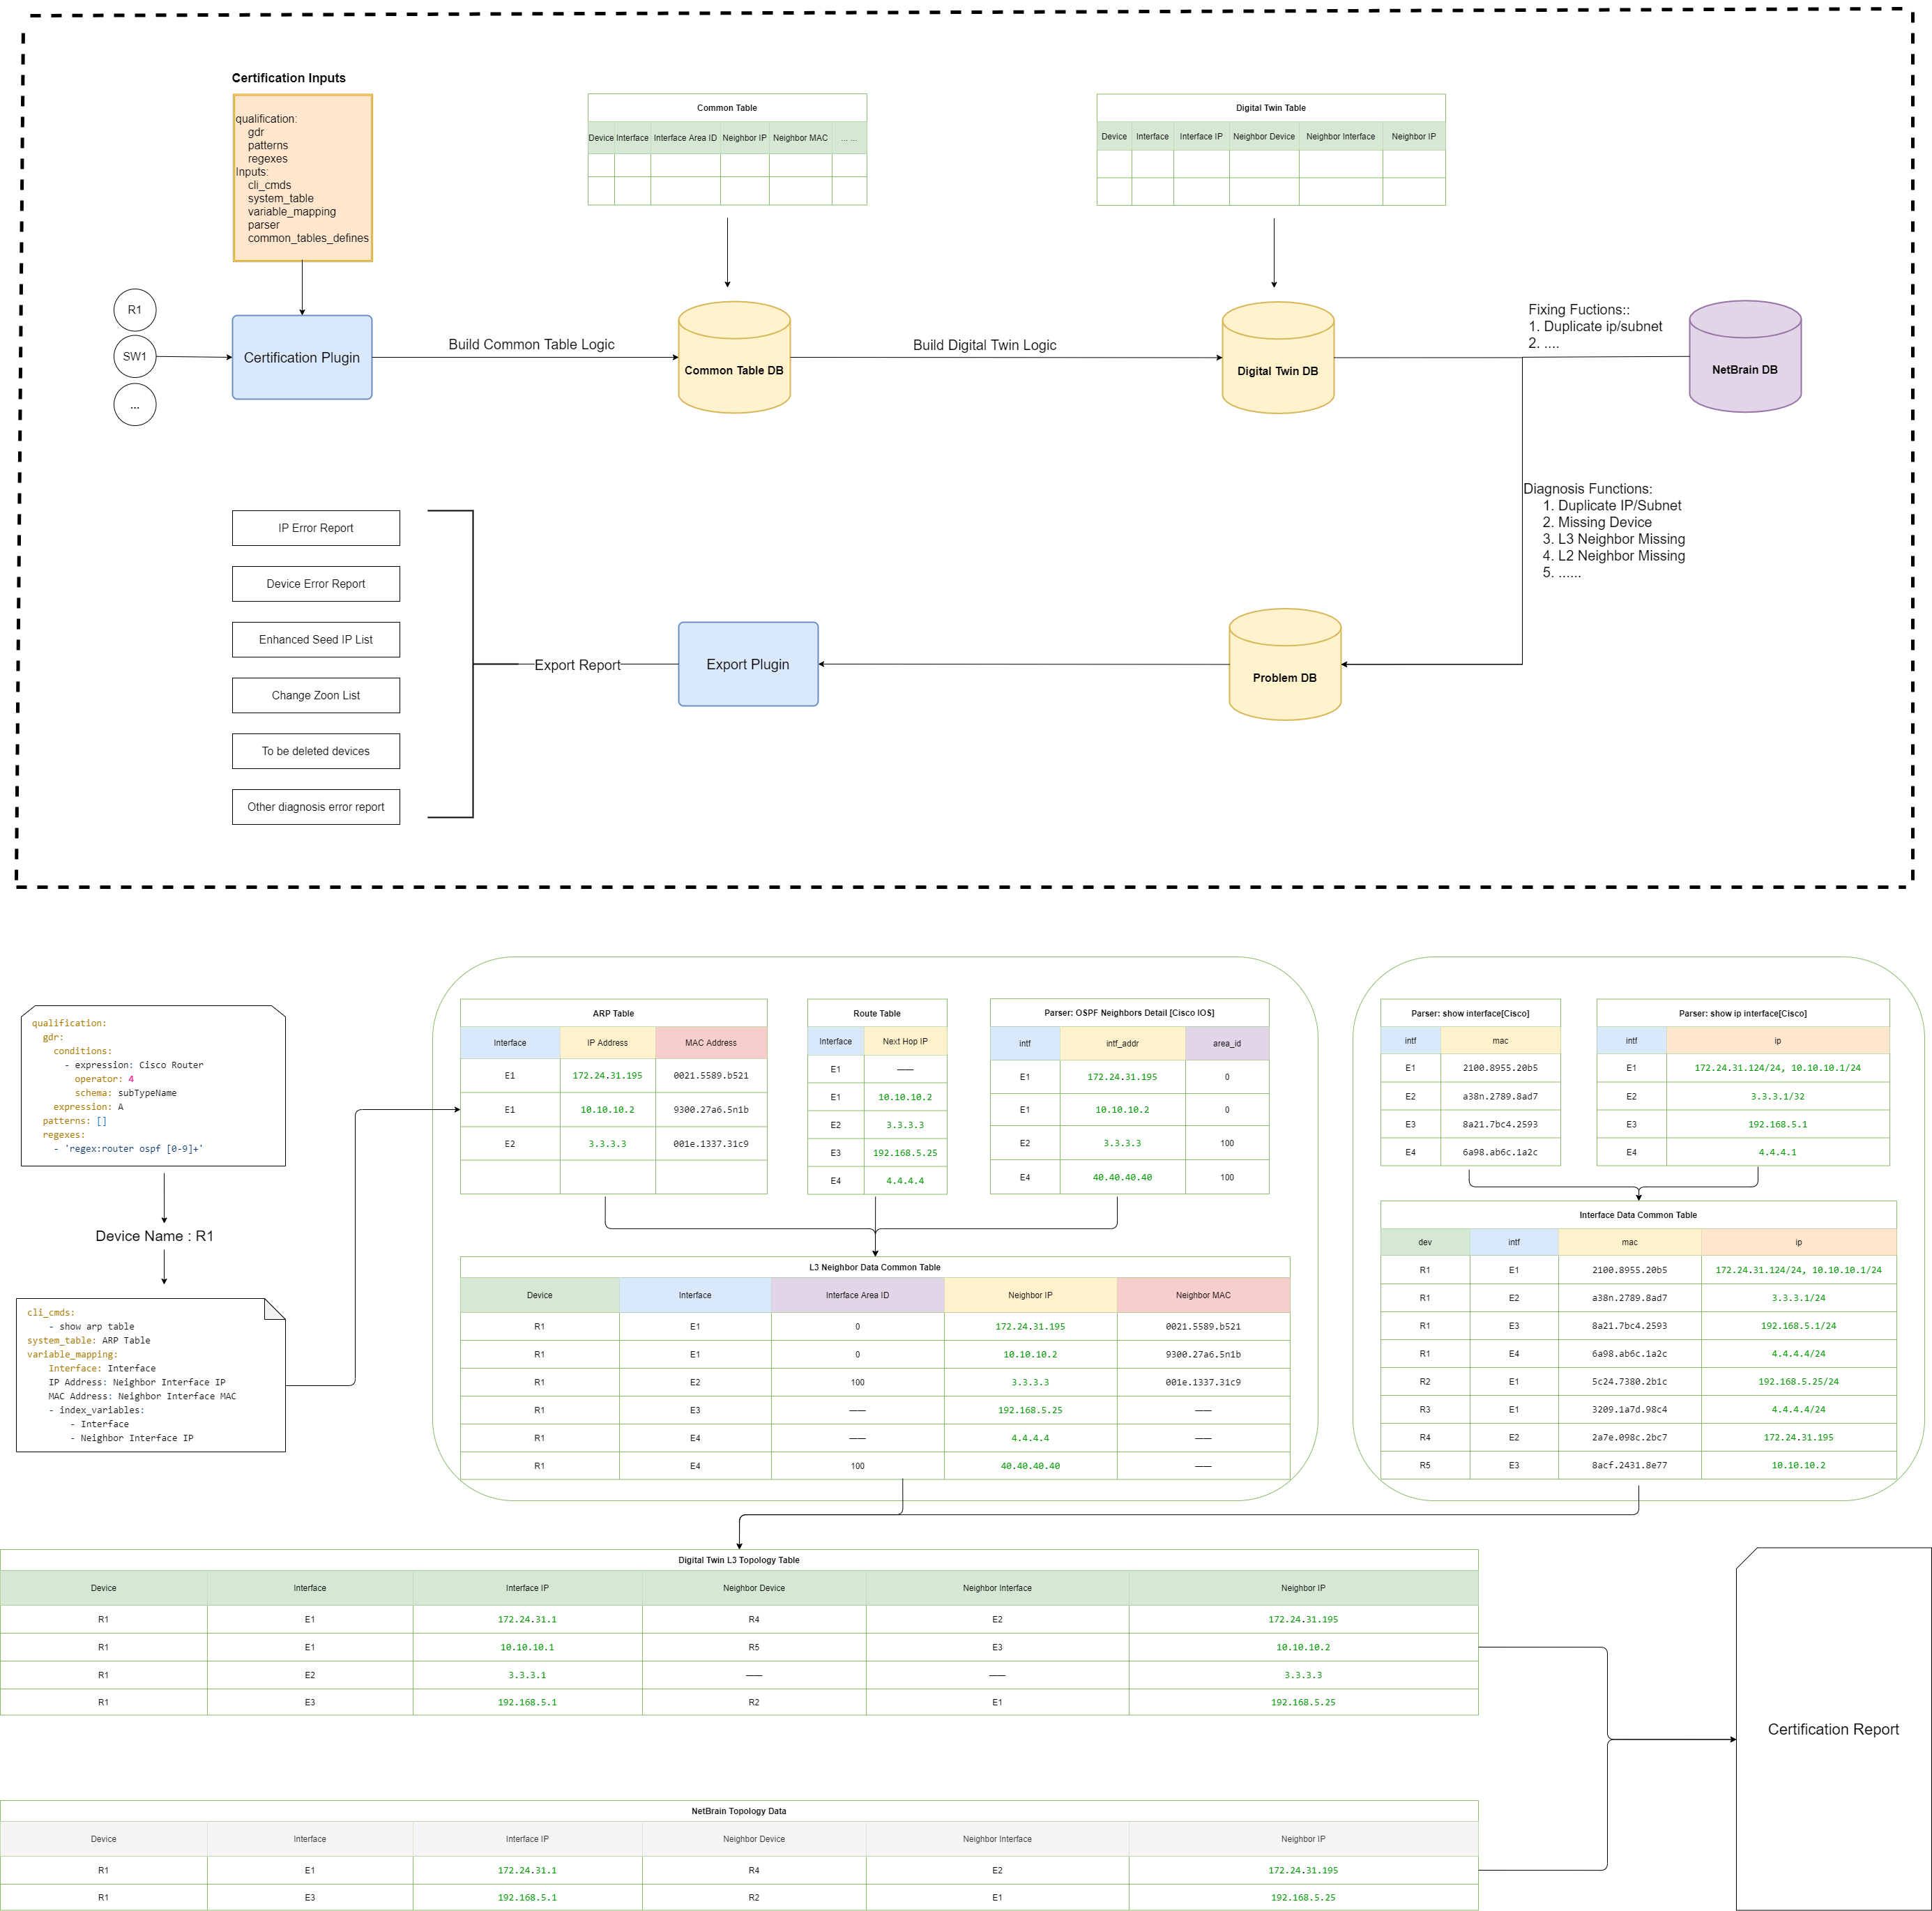 Certification Inputs
qualification:
gdr
patterns
regexes
Inputs:
cli_cmds
system_table
variable_mapping
parser
common_tables_defines
Common Table
Device Interface Interface Area ID Neighbor IP Neighbor MAC ... ...
Digital Twin Table
Device Interface Interface IP Neighbor Device Neighbor Interface Neighbor IP
R1
SW1
...
Certification Plugin
Build Common Table Logic
Common Table DB
Build Digital Twin Logic
Digital Twin DB
Fixing Fuctions::
1. Duplicate ip/subnet
2. ....
NetBrain DB
Diagnosis Functions:
1. Duplicate IP/Subnet
2. Missing Device
3. L3 Neighbor Missing
4. L2 Neighbor Missing
5. ......
Problem DB
Export Plugin
Export Report
IP Error Report
Device Error Report
Enhanced Seed IP List
Change Zoon List
To be deleted devices
Other diagnosis error report
qualification:
gdr:
conditions:
- expression: Cisco Router
operator: 4
schema: subTypeName
expression: A
patterns: []
regexes:
- 'regex:router ospf [0-9]+'
Device Name : R1
cli_cmds:
- show arp table
system_table: ARP Table
variable_mapping:
Interface: Interface
IP Address: Neighbor Interface IP
MAC Address: Neighbor Interface MAC
- index_variables:
- Interface
- Neighbor Interface IP
ARP Table
Interface IP Address MAC Address
E1 172.24.31.195 0021.5589.b521
E1 10.10.10.2 9300.27a6.5n1b
E2 3.3.3.3 001e.1337.31c9
Route Table
Interface Next Hop IP
E1 ——
E1 10.10.10.2
E2 3.3.3.3
E3 192.168.5.25
E4 4.4.4.4
Parser: OSPF Neighbors Detail [Cisco IOS]
intf intf_addr area_id
E1 172.24.31.195 0
E1 10.10.10.2 0
E2 3.3.3.3 100
E4 40.40.40.40 100
L3 Neighbor Data Common Table
Device Interface Interface Area ID Neighbor IP Neighbor MAC
R1 E1 0 172.24.31.195 0021.5589.b521
R1 E1 0 10.10.10.2 9300.27a6.5n1b
R1 E2 100 3.3.3.3 001e.1337.31c9
R1 E3 —— 192.168.5.25 ——
R1 E4 —— 4.4.4.4 ——
R1 E4 100 40.40.40.40 ——
Parser: show interface[Cisco]
intf mac
E1 2100.8955.20b5
E2 a38n.2789.8ad7
E3 8a21.7bc4.2593
E4 6a98.ab6c.1a2c
Parser: show ip interface[Cisco]
intf ip
E1 172.24.31.124/24, 10.10.10.1/24
E2 3.3.3.1/32
E3 192.168.5.1
E4 4.4.4.1
Interface Data Common Table
dev intf mac ip
R1 E1 2100.8955.20b5 172.24.31.124/24, 10.10.10.1/24
R1 E2 a38n.2789.8ad7 3.3.3.1/24
R1 E3 8a21.7bc4.2593 192.168.5.1/24
R1 E4 6a98.ab6c.1a2c 4.4.4.4/24
R2 E1 5c24.7380.2b1c 192.168.5.25/24
R3 E1 3209.1a7d.98c4 4.4.4.4/24
R4 E2 2a7e.098c.2bc7 172.24.31.195
R5 E3 8acf.2431.8e77 10.10.10.2
Digital Twin L3 Topology Table
Device Interface Interface IP Neighbor Device Neighbor Interface Neighbor IP
R1 E1 172.24.31.1 R4 E2 172.24.31.195
R1 E1 10.10.10.1 R5 E3 10.10.10.2
R1 E2 3.3.3.1 —— —— 3.3.3.3
R1 E3 192.168.5.1 R2 E1 192.168.5.25
Certification Report
NetBrain Topology Data
Device Interface Interface IP Neighbor Device Neighbor Interface Neighbor IP
R1 E1 172.24.31.1 R4 E2 172.24.31.195
R1 E3 192.168.5.1 R2 E1 192.168.5.25